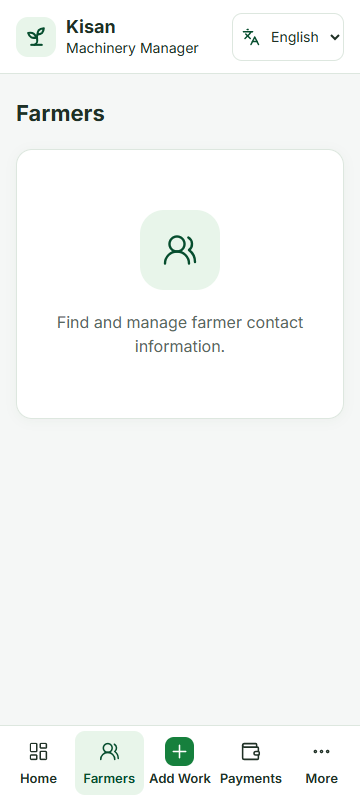 Kisan
Machinery Manager
English
Farmers
Find and manage farmer contact
information.
Home
Farmers
Add Work
Payments
More